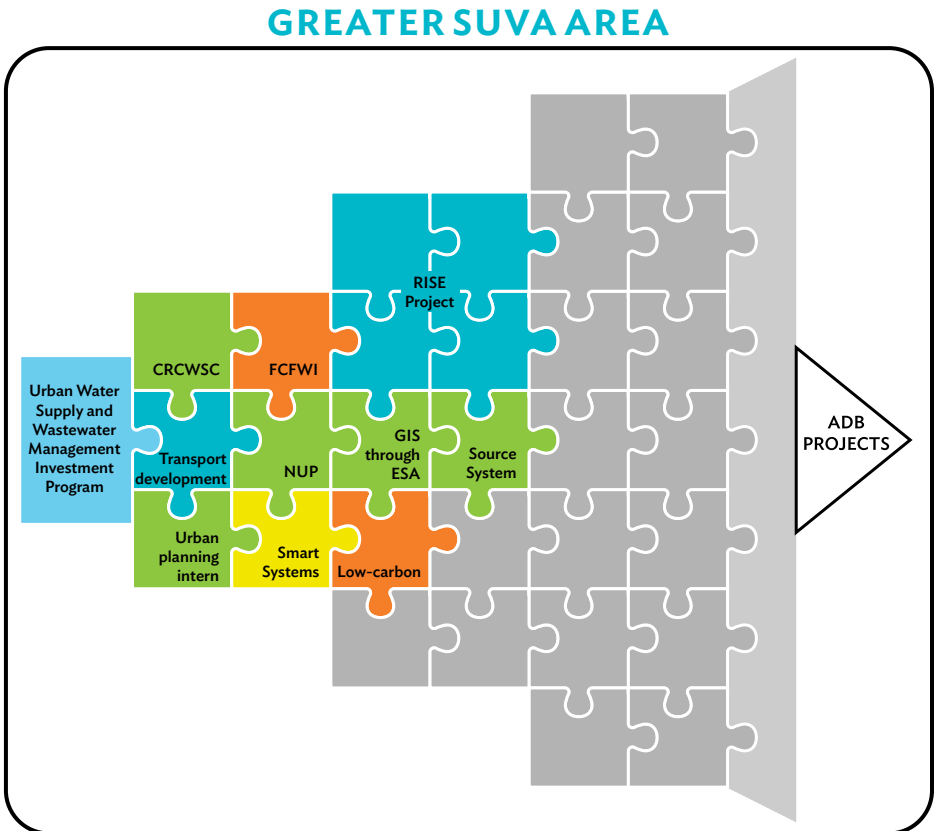 GREATER SUVA AREA
RISE
Project
CRCWSC
FCFWI
Urban Water
Supply and
Wastewater
Management
Investment
Program
Transport
development
NUP
GIS
through
ESA
Source
System
ADB
PROJECTS
Urban
planning
intern
Smart
Systems
Low-carbon